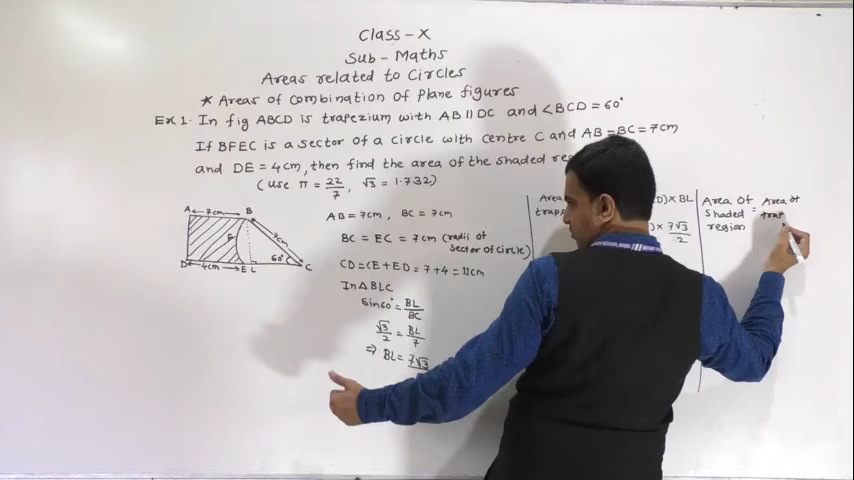 Class - X
Sub - Maths
Areas related to Circles
* Areas of combination of plane figures
Ex 1. In fig ABCD is trapezium with AB || DC and ∠BCD = 60°
If BFEC is a sector of a circle with centre C and AB = BC = 7cm
and DE = 4cm, then find the area of the shaded
(use π = 22/7, √3 = 1.732)
A 7cm B
F 7cm
60°
D 4cm E L C
AB = 7cm, BC = 7cm
BC = EC = 7cm (radii of
sector of circle)
CD = CE + ED = 7 + 4 = 11cm
In △BLC
Sin60° = BL/BC
√3/2 = BL/7
⇒ BL = 7√3
D) × BL
) × 7√3/2
Area of
Shaded
region
= Area of
trap